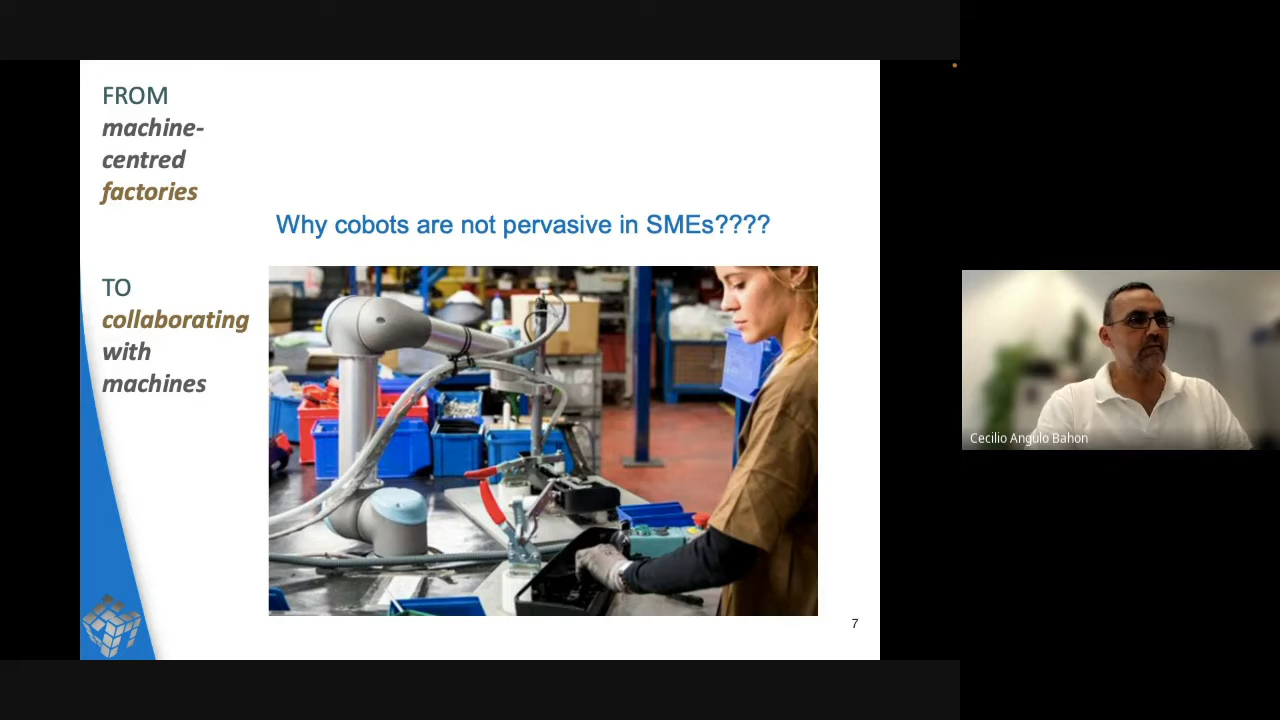 FROM
machine-
centred
factories
Why cobots are not pervasive in SMEs????
TO
collaborating
with
machines
7
Cecilio Angulo Bahon